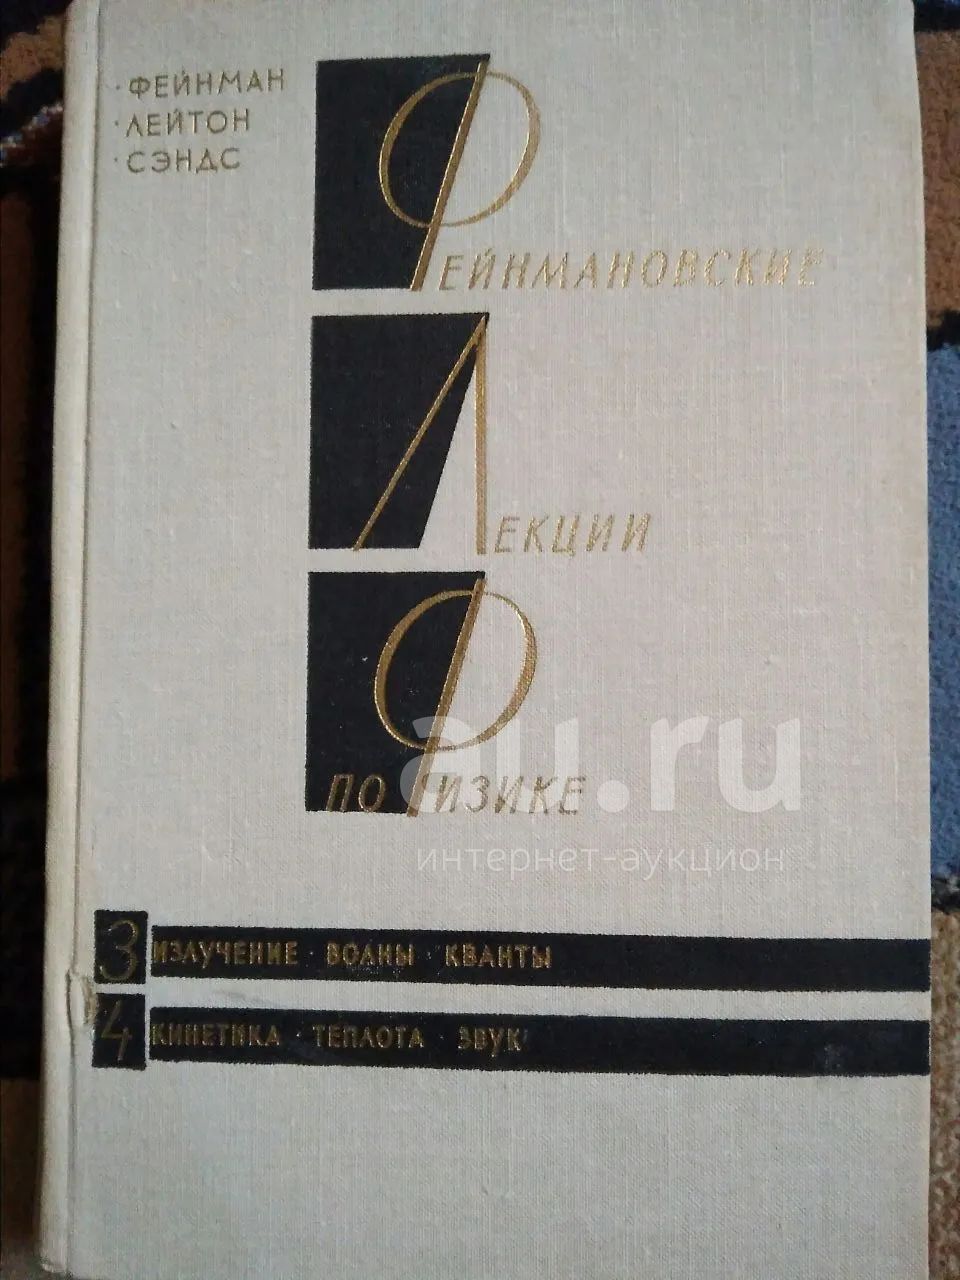 · ФЕЙНМАН
· ЛЕЙТОН
· СЭНДС
ФЕЙНМАНОВСКИЕ
ЛЕКЦИИ
ПО ФИЗИКЕ
au.ru
интернет-аукцион
3 ИЗЛУЧЕНИЕ · ВОЛНЫ · КВАНТЫ
4 КИНЕТИКА · ТЕПЛОТА · ЗВУК